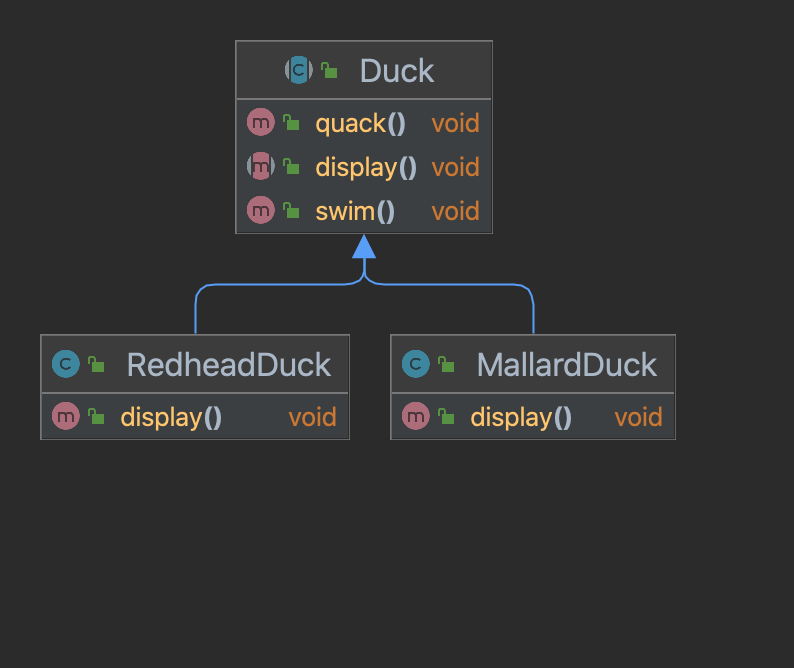 C Duck
m quack() void
m display() void
m swim() void
C RedheadDuck
m display() void
C MallardDuck
m display() void